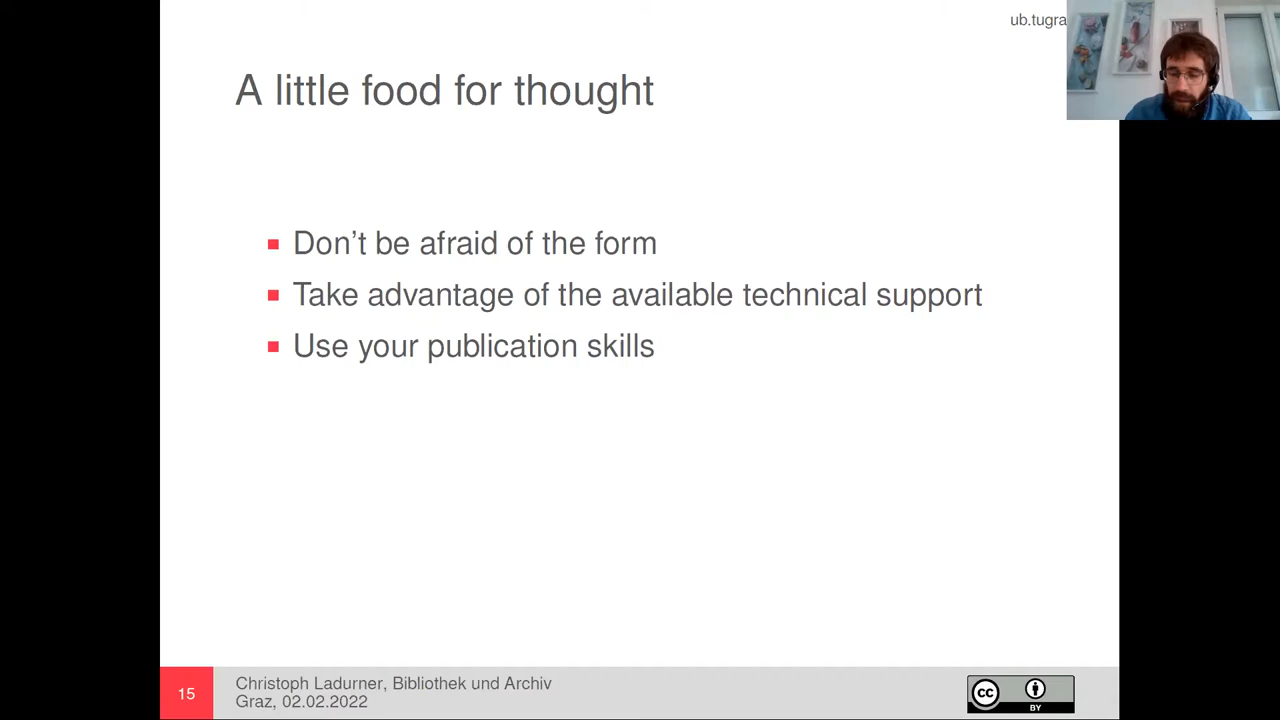 ub.tugra
A little food for thought
Don't be afraid of the form
Take advantage of the available technical support
Use your publication skills
15
Christoph Ladurner, Bibliothek und Archiv
Graz, 02.02.2022
cc
BY